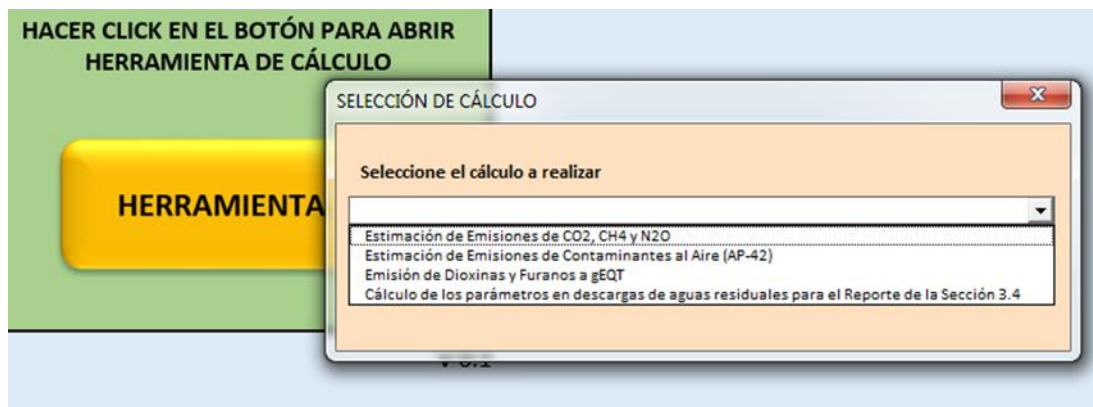 HACER CLICK EN EL BOTÓN PARA ABRIR
HERRAMIENTA DE CÁLCULO
HERRAMIENTA
SELECCIÓN DE CÁLCULO
Seleccione el cálculo a realizar
Estimación de Emisiones de CO2, CH4 y N2O
Estimación de Emisiones de Contaminantes al Aire (AP-42)
Emisión de Dioxinas y Furanos a gEQT
Cálculo de los parámetros en descargas de aguas residuales para el Reporte de la Sección 3.4